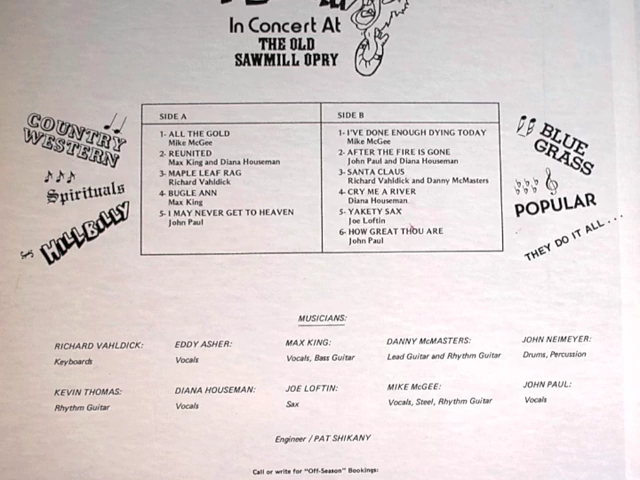 In Concert At
THE OLD
SAWMILL OPRY
COUNTRY
WESTERN
Spirituals
HILLBILLY
SIDE A
1- ALL THE GOLD
Mike McGee
2- REUNITED
Max King and Diana Houseman
3- MAPLE LEAF RAG
Richard Vahldick
4- BUGLE ANN
Max King
5- I MAY NEVER GET TO HEAVEN
John Paul
SIDE B
1- I'VE DONE ENOUGH DYING TODAY
Mike McGee
2- AFTER THE FIRE IS GONE
John Paul and Diana Houseman
3- SANTA CLAUS
Richard Vahldick and Danny McMasters
4- CRY ME A RIVER
Diana Houseman
5- YAKETY SAX
Joe Loftin
6- HOW GREAT THOU ARE
John Paul
BLUE
GRASS
POPULAR
THEY DO IT ALL . . .
MUSICIANS:
RICHARD VAHLDICK:
Keyboards
EDDY ASHER:
Vocals
MAX KING:
Vocals, Bass Guitar
DANNY McMASTERS:
Lead Guitar and Rhythm Guitar
JOHN NEIMEYER:
Drums, Percussion
KEVIN THOMAS:
Rhythm Guitar
DIANA HOUSEMAN:
Vocals
JOE LOFTIN:
Sax
MIKE McGEE:
Vocals, Steel, Rhythm Guitar
JOHN PAUL:
Vocals
Engineer / PAT SHIKANY
Call or write for "Off-Season" Bookings: